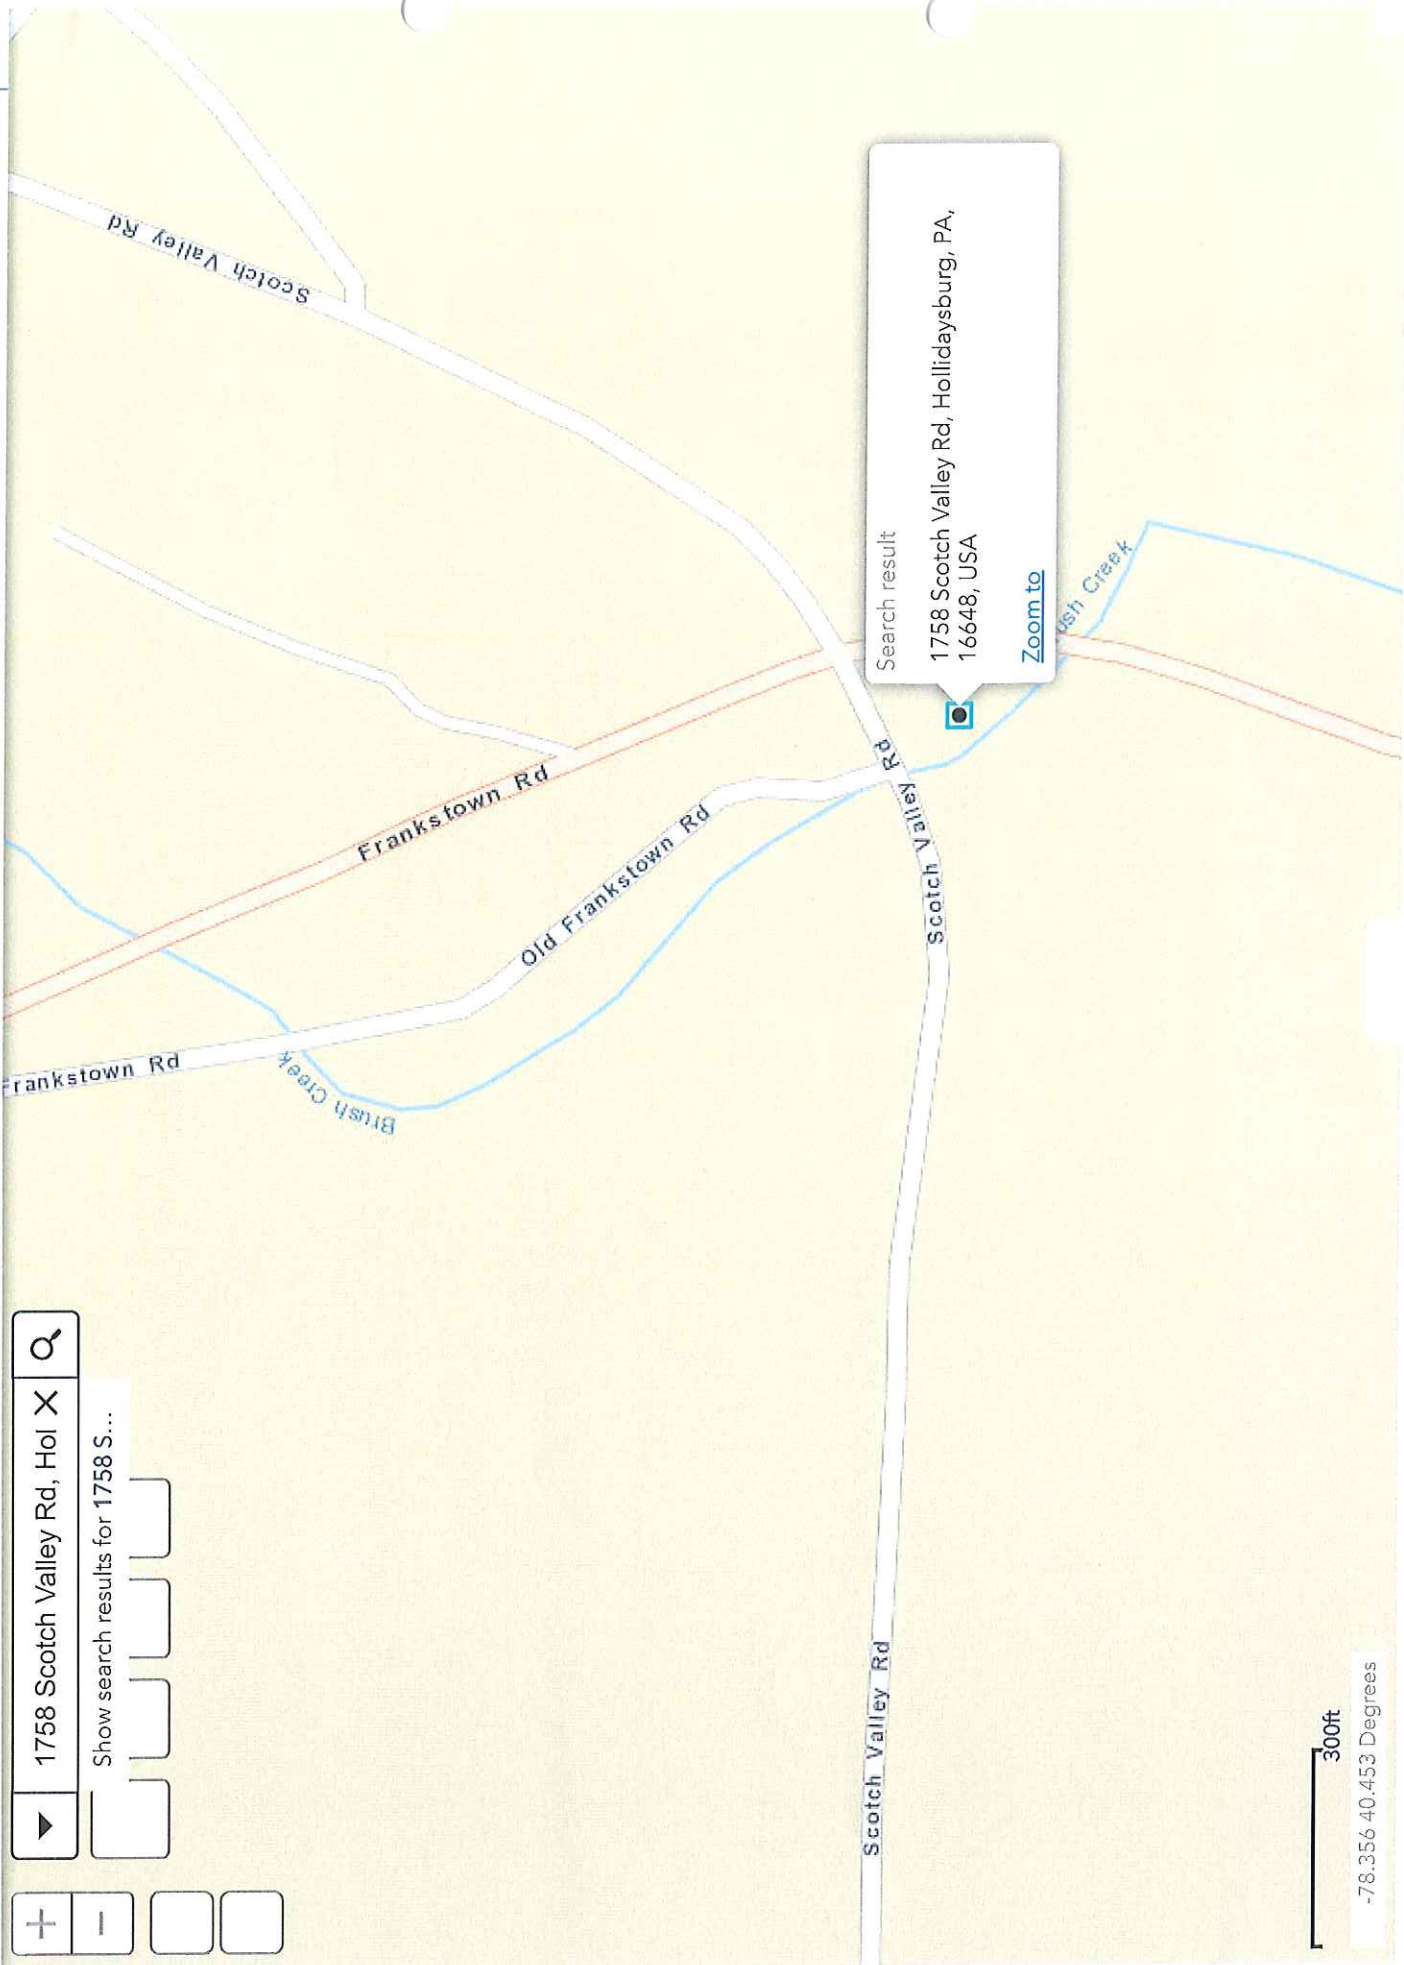 1758 Scotch Valley Rd, Hol
Show search results for 1758 S...
Frankstown Rd
Brush Creek
Old Frankstown Rd
Frankstown Rd
Scotch Valley Rd
Scotch Valley Rd
Scotch Valley Rd
Search result
1758 Scotch Valley Rd, Hollidaysburg, PA,
16648, USA
Zoom to
ush Creek
300ft
-78.356 40.453 Degrees